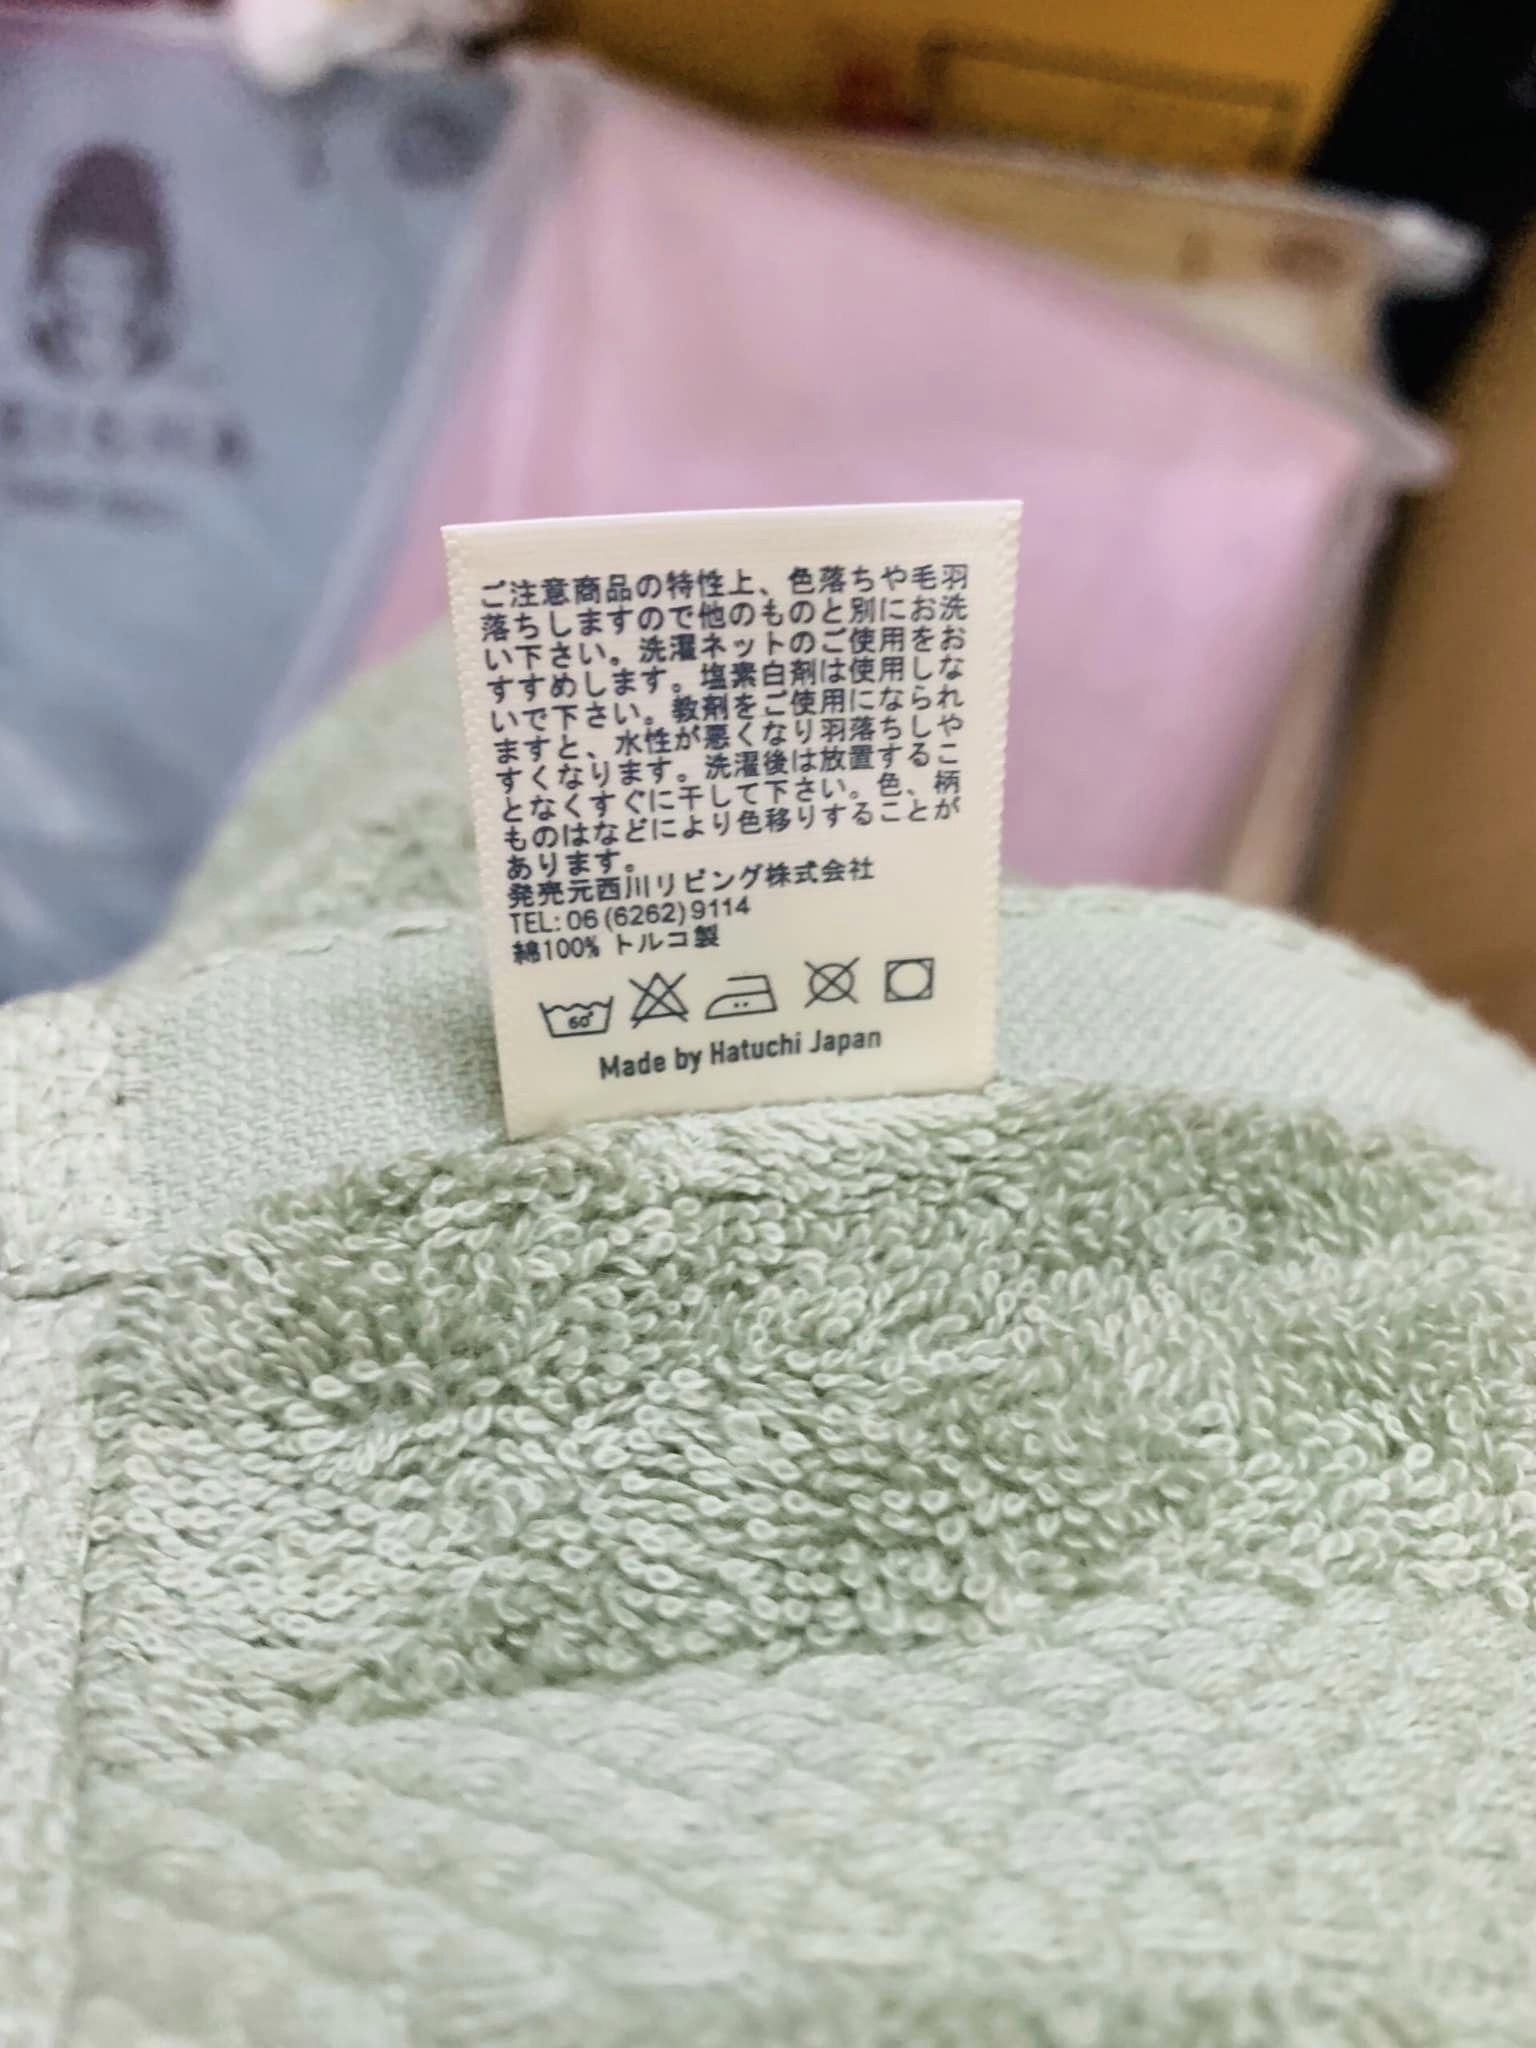 ご注意商品の特性上、色落ちや毛羽
落ちしますので他のものと別にお洗
い下さい。洗濯ネットのご使用をお
すすめします。塩素白剤は使用しな
いで下さい。教剤をご使用になられ
ますと、水性が悪くなり羽落ちしや
すくなります。洗濯後は放置するこ
となくすぐに干して下さい。色、柄
ものはなどにより色移りすることが
あります。
発売元西川リビング株式会社
TEL: 06 (6262) 9114
綿100% トルコ製
60°
Made by Hatuchi Japan